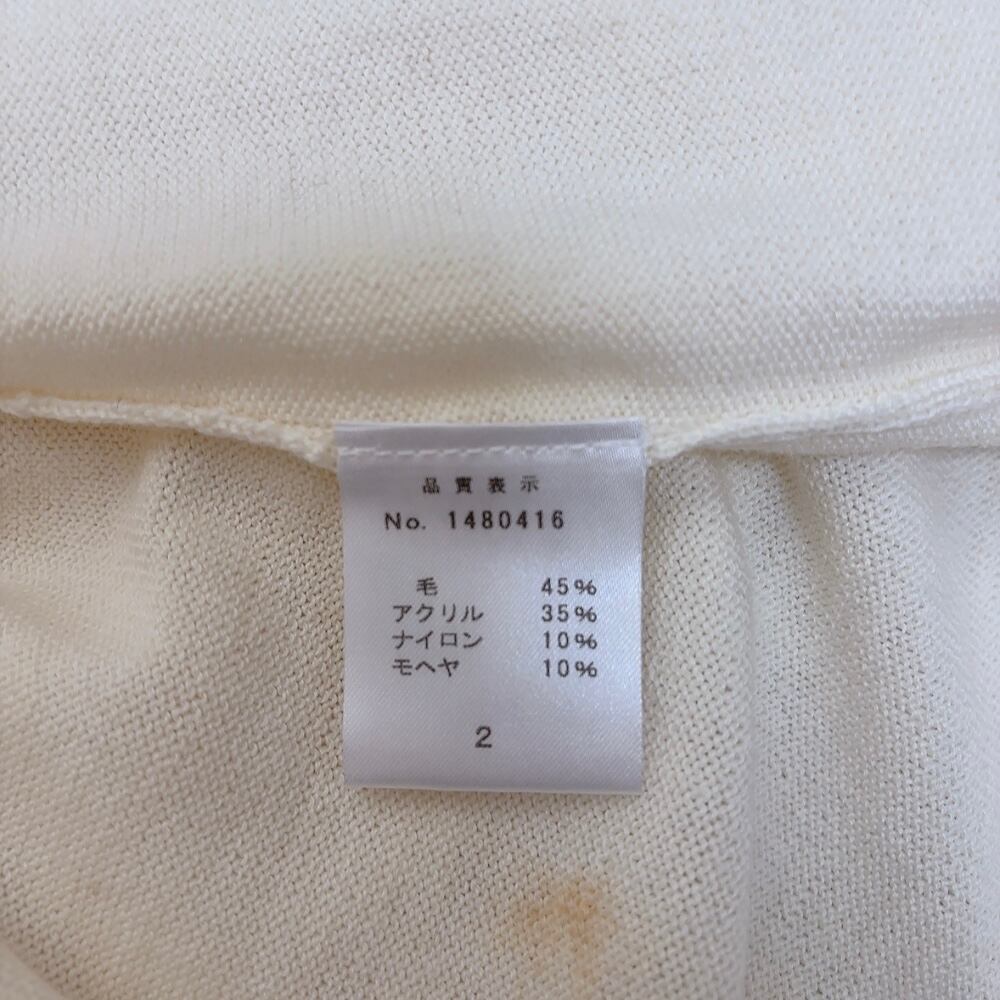 品質表示
No. 1480416
毛 45%
アクリル 35%
ナイロン 10%
モヘヤ 10%
2